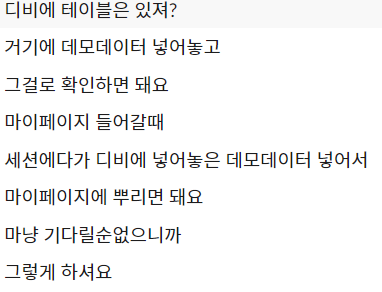 디비에 테이블은 있져?
거기에 데모데이터 넣어놓고
그걸로 확인하면 돼요
마이페이지 들어갈때
세션에다가 디비에 넣어놓은 데모데이터 넣어서
마이페이지에 뿌리면 돼요
마냥 기다릴순없으니까
그렇게 하셔요